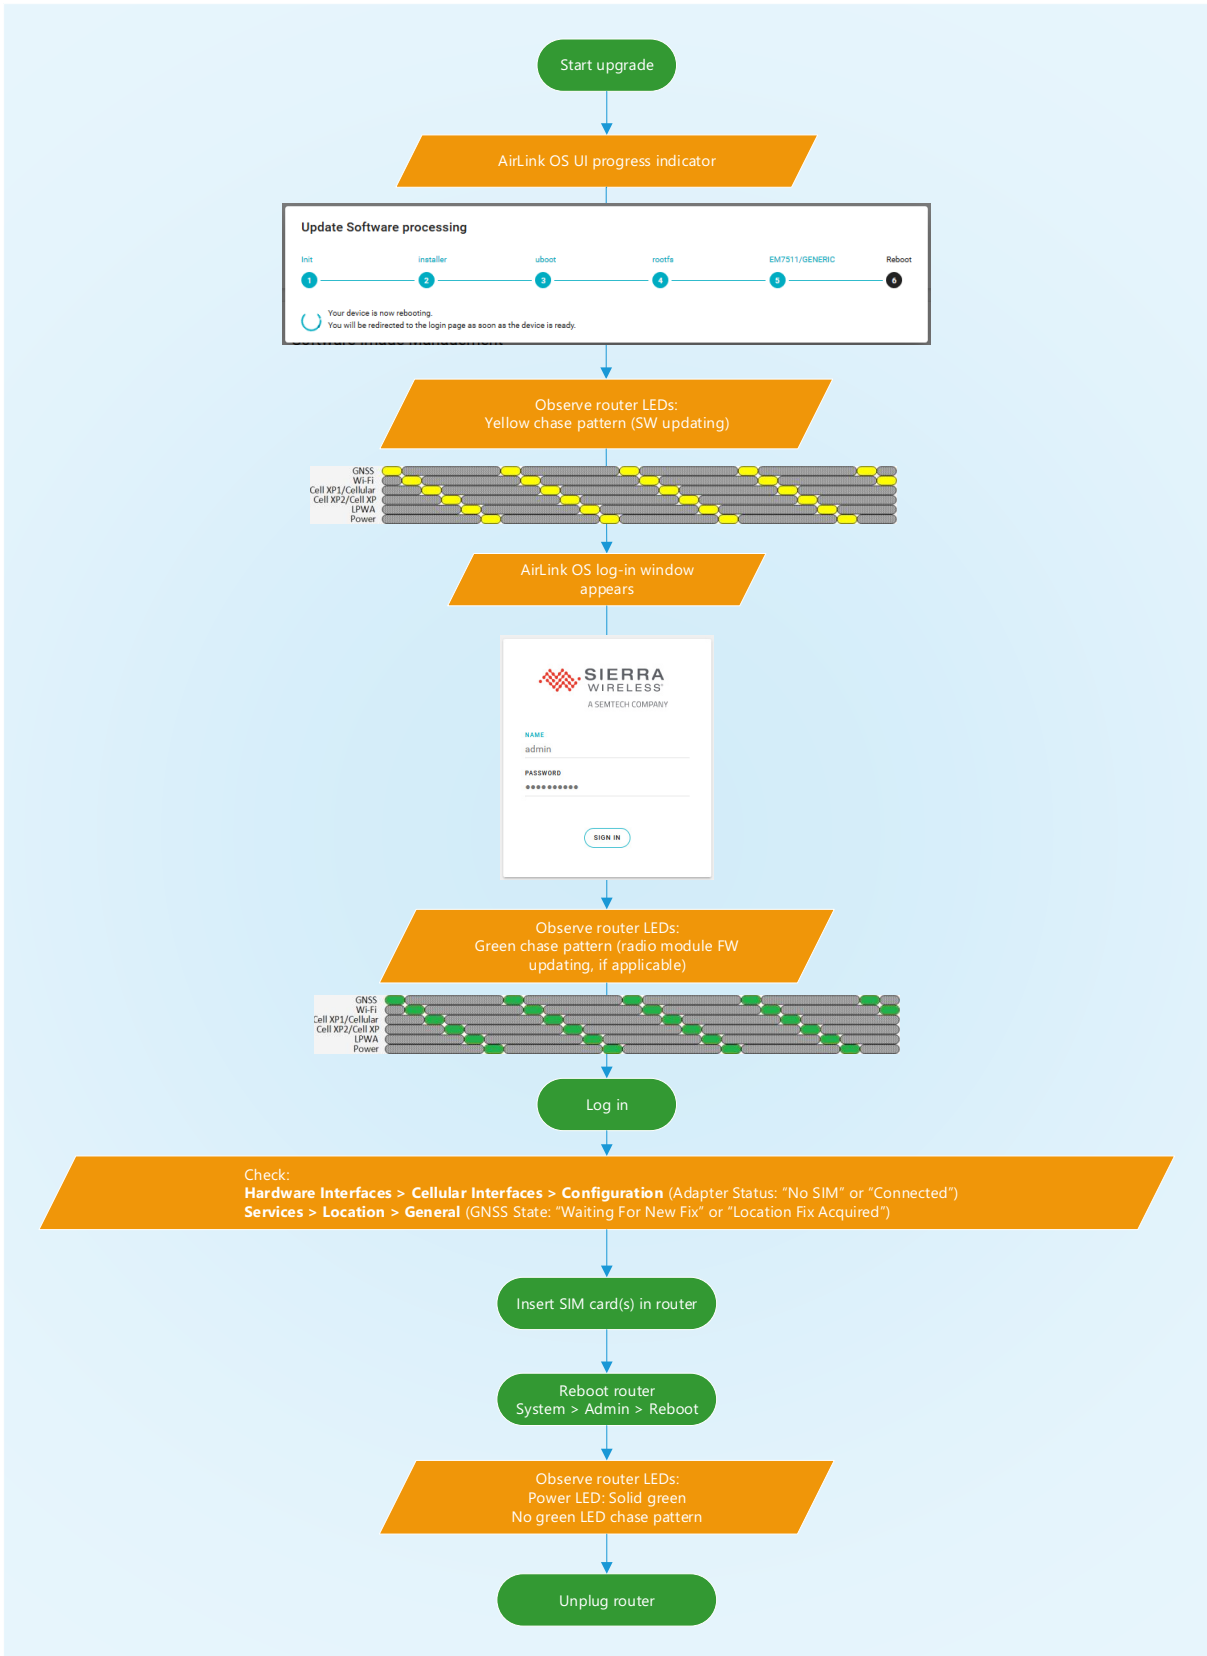 Start upgrade
AirLink OS UI progress indicator
Update Software processing
Init installer uboot rootfs EM7511/GENERIC Reboot
1 2 3 4 5 6
Your device is now rebooting.
You will be redirected to the login page as soon as the device is ready.
Software Image Management
Observe router LEDs:
Yellow chase pattern (SW updating)
GNSS
Wi-Fi
Cell XP1/Cellular
Cell XP2/Cell XP
LPWA
Power
AirLink OS log-in window
appears
SIERRA
WIRELESS
A SEMTECH COMPANY
NAME
admin
PASSWORD
••••••••••
SIGN IN
Observe router LEDs:
Green chase pattern (radio module FW
updating, if applicable)
GNSS
Wi-Fi
Cell XP1/Cellular
Cell XP2/Cell XP
LPWA
Power
Log in
Check:
Hardware Interfaces > Cellular Interfaces > Configuration (Adapter Status: “No SIM” or “Connected”)
Services > Location > General (GNSS State: “Waiting For New Fix” or “Location Fix Acquired”)
Insert SIM card(s) in router
Reboot router
System > Admin > Reboot
Observe router LEDs:
Power LED: Solid green
No green LED chase pattern
Unplug router